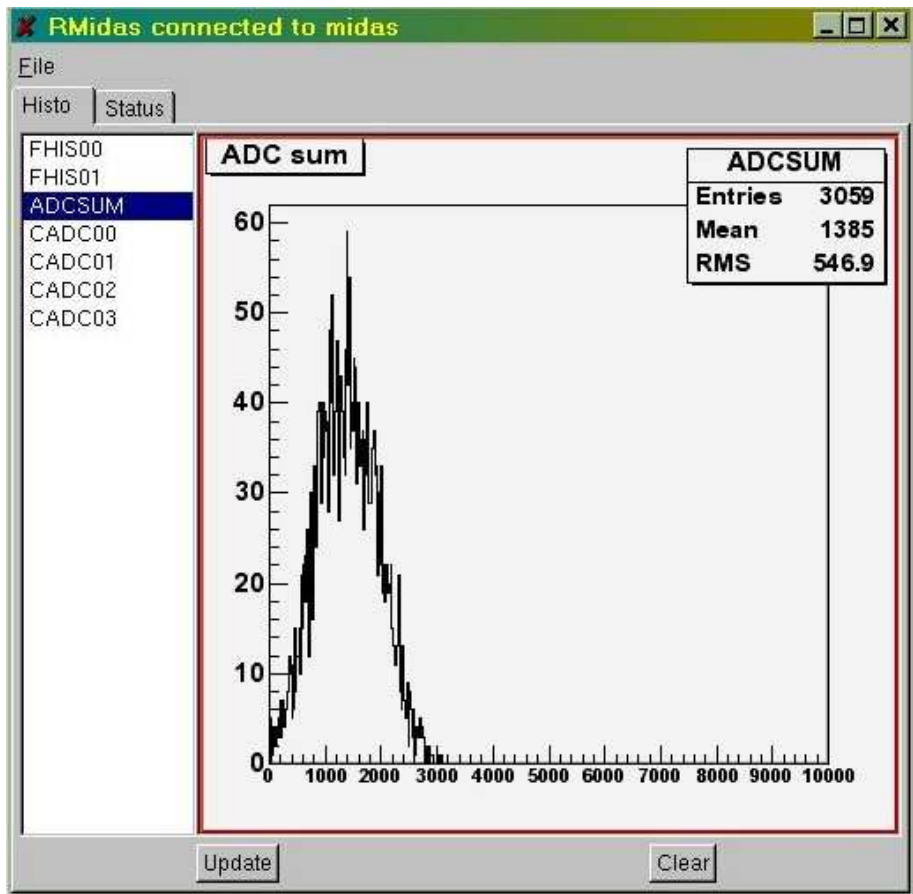 RMidas connected to midas
File
Histo Status
FHIS00
FHIS01
ADCSUM
CADC00
CADC01
CADC02
CADC03
ADC sum
ADCSUM
Entries 3059
Mean 1385
RMS 546.9
60
50
40
30
20
10
0
0 1000 2000 3000 4000 5000 6000 7000 8000 9000 10000
Update Clear